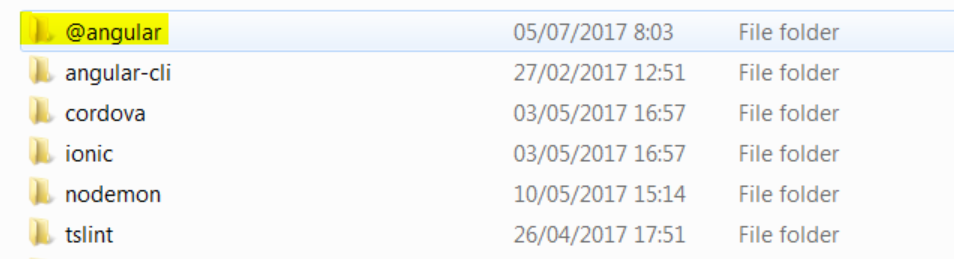 @angular 05/07/2017 8:03 File folder
angular-cli 27/02/2017 12:51 File folder
cordova 03/05/2017 16:57 File folder
ionic 03/05/2017 16:57 File folder
nodemon 10/05/2017 15:14 File folder
tslint 26/04/2017 17:51 File folder